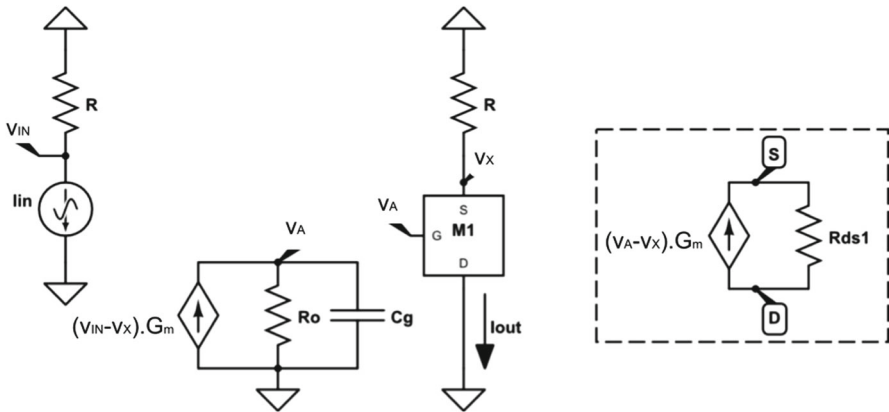 R
VIN
Iin
(VIN-VX).Gm
VA
Ro
Cg
R
VX
VA
S
G
M1
D
Iout
S
(VA-VX).Gm
Rds1
D